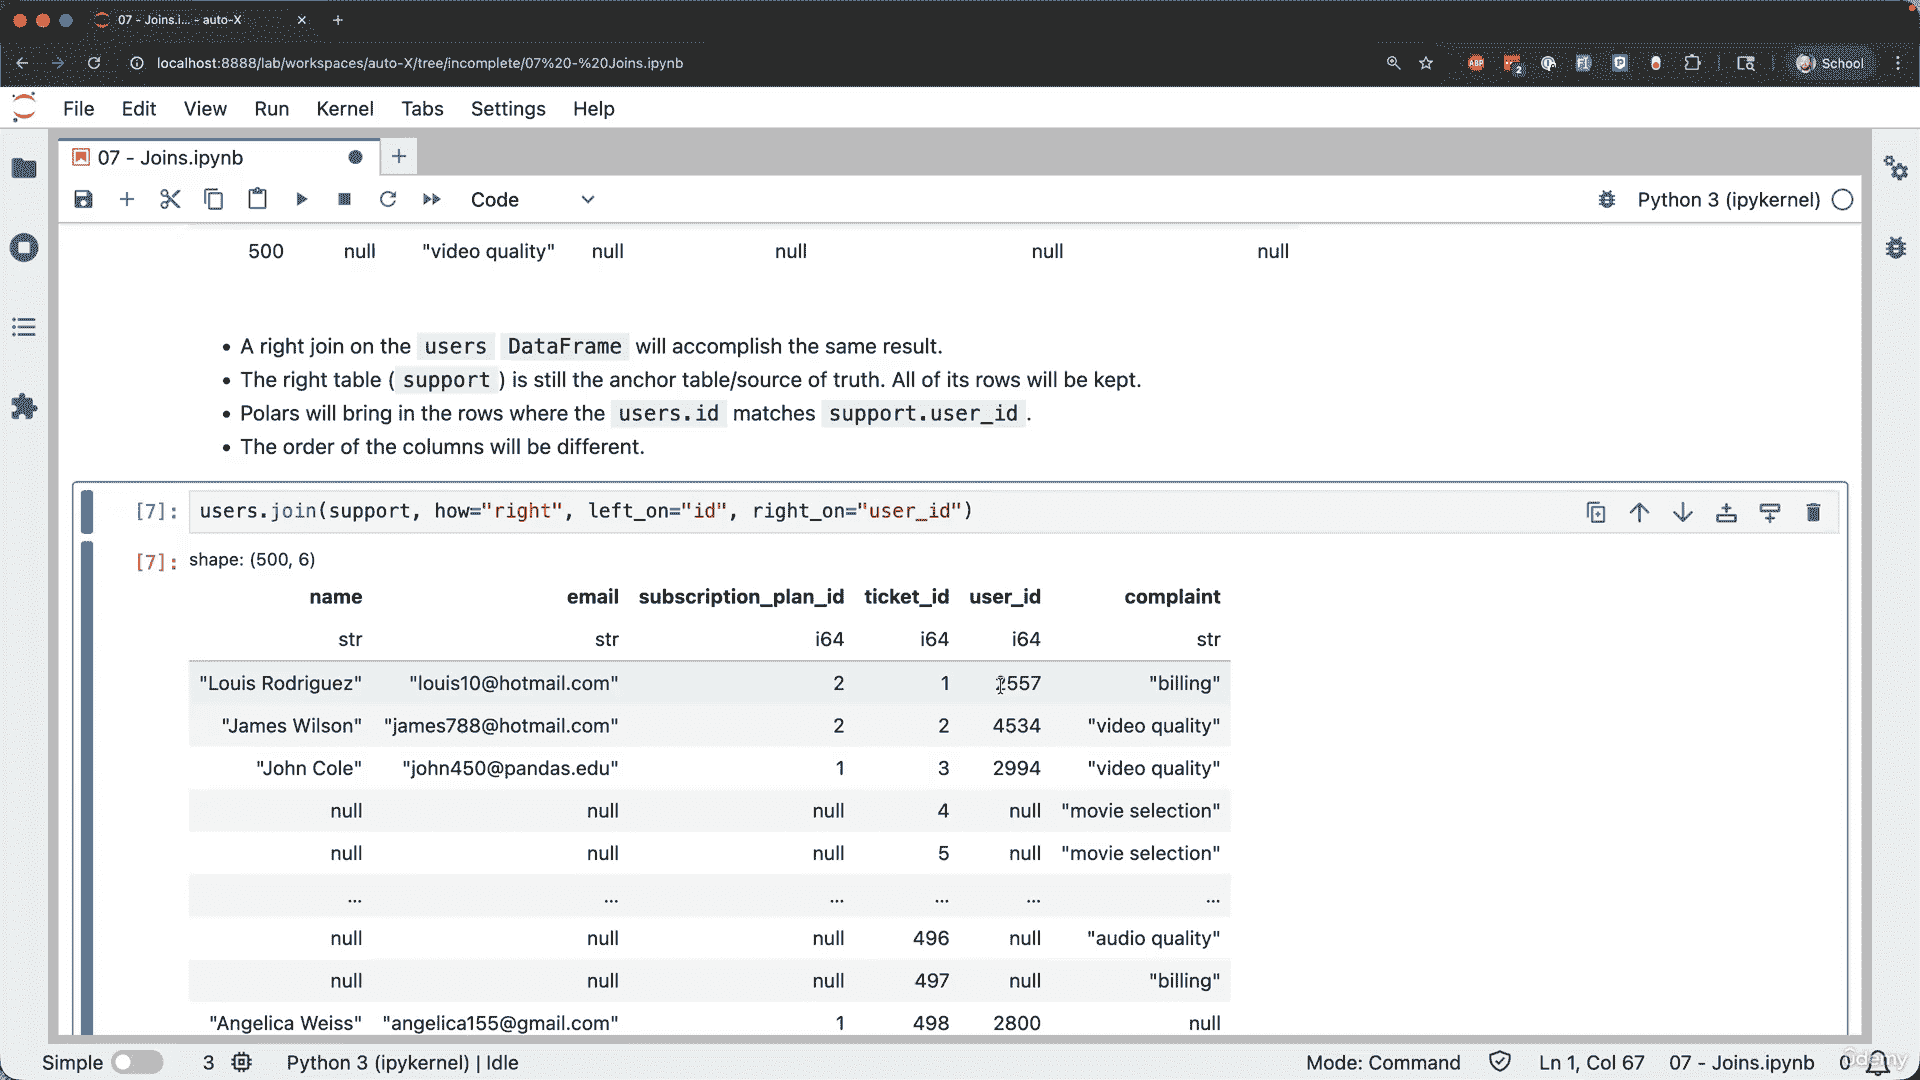 07 - Joins.i... - auto-X
localhost:8888/lab/workspaces/auto-X/tree/incomplete/07%20-%20Joins.ipynb
ABP
2
School
File Edit View Run Kernel Tabs Settings Help
07 - Joins.ipynb
Code
Python 3 (ipykernel)
500 null "video quality" null null null null
A right join on the users DataFrame will accomplish the same result.
The right table ( support ) is still the anchor table/source of truth. All of its rows will be kept.
Polars will bring in the rows where the users.id matches support.user_id .
The order of the columns will be different.
[7]: users.join(support, how="right", left_on="id", right_on="user_id")
[7]: shape: (500, 6)
name email subscription_plan_id ticket_id user_id complaint
str str i64 i64 i64 str
"Louis Rodriguez" "louis10@hotmail.com" 2 1 2557 "billing"
"James Wilson" "james788@hotmail.com" 2 2 4534 "video quality"
"John Cole" "john450@pandas.edu" 1 3 2994 "video quality"
null null null 4 null "movie selection"
null null null 5 null "movie selection"
... ... ... ... ... ...
null null null 496 null "audio quality"
null null null 497 null "billing"
"Angelica Weiss" "angelica155@gmail.com" 1 498 2800 null
Simple 3 Python 3 (ipykernel) | Idle Mode: Command Ln 1, Col 67 07 - Joins.ipynb 0
ûdemy